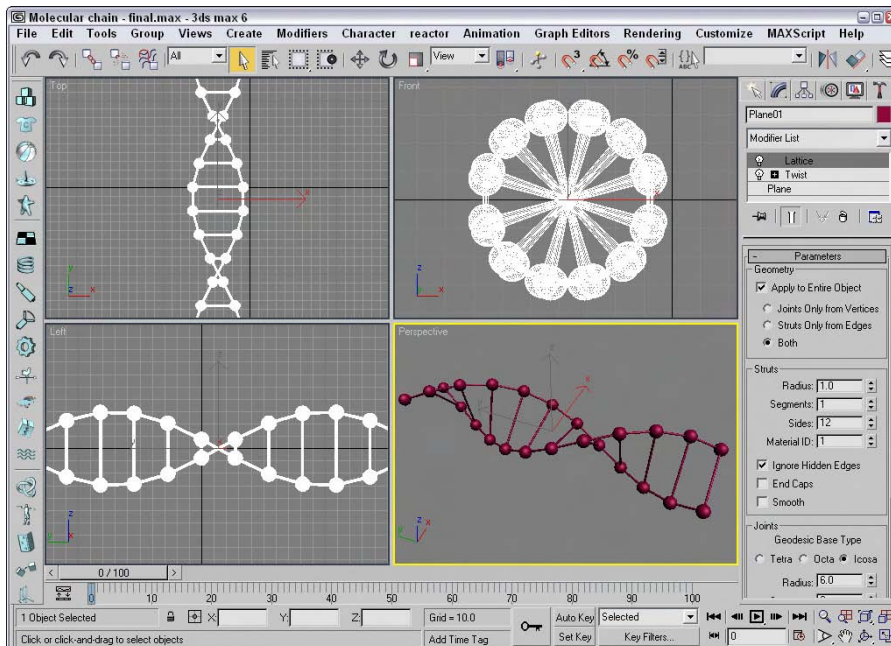 Molecular chain - final.max - 3ds max 6
File Edit Tools Group Views Create Modifiers Character reactor Animation Graph Editors Rendering Customize MAXScript Help
All
View
3
%
ABC
Top
Front
Plane01
Modifier List
Lattice
Twist
Plane
Parameters
Geometry
Apply to Entire Object
Joints Only from Vertices
Struts Only from Edges
Both
Left
Perspective
Struts
Radius: 1.0
Segments: 1
Sides: 12
Material ID: 1
Ignore Hidden Edges
End Caps
Smooth
Joints
Geodesic Base Type
Tetra Octa Icosa
Radius: 6.0
0 / 100
0 10 20 30 40 50 60 70 80 90 100
1 Object Selected X: Y: Z: Grid = 10.0 Auto Key Selected
Click or click-and-drag to select objects Add Time Tag Set Key Key Filters... 0